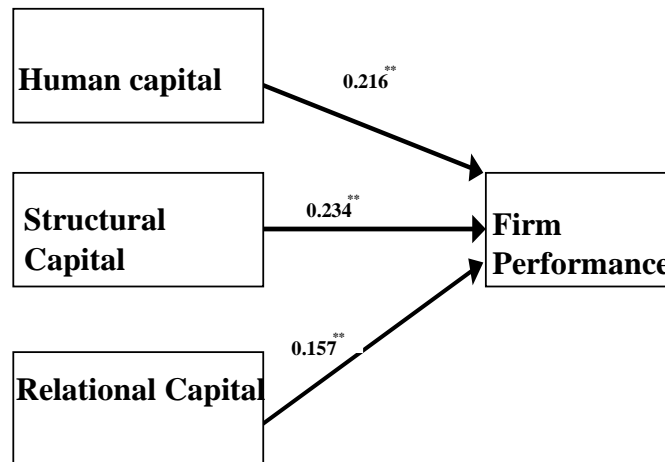 Human capital
0.216**
Structural
Capital
0.234**
Firm
Performance
0.157**
Relational Capital